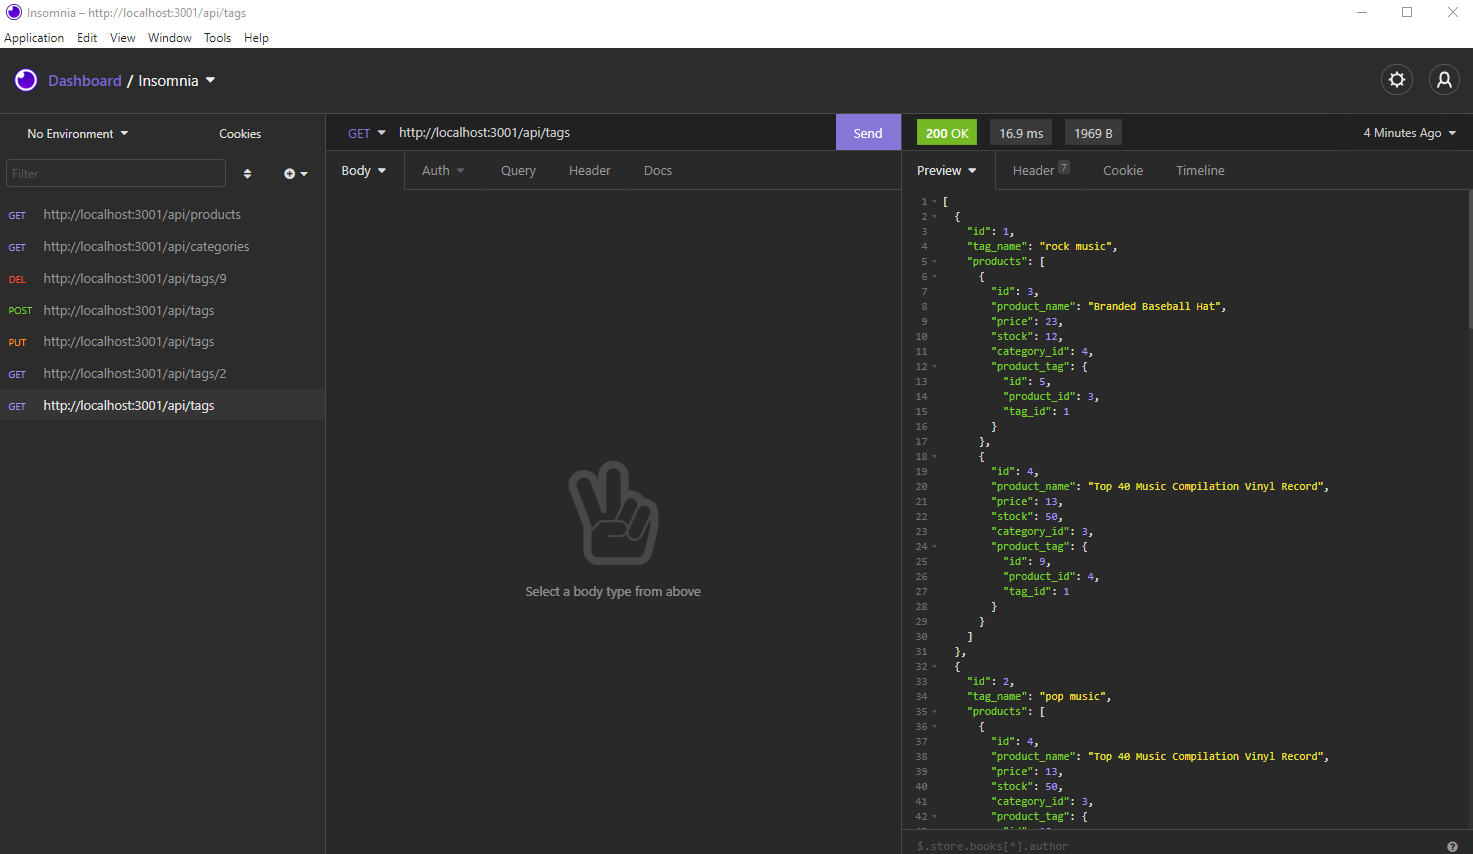 Insomnia – http://localhost:3001/api/tags
Application Edit View Window Tools Help
Dashboard / Insomnia
No Environment Cookies
Filter
GET http://localhost:3001/api/products
GET http://localhost:3001/api/categories
DEL http://localhost:3001/api/tags/9
POST http://localhost:3001/api/tags
PUT http://localhost:3001/api/tags
GET http://localhost:3001/api/tags/2
GET http://localhost:3001/api/tags
GET http://localhost:3001/api/tags Send
Body Auth Query Header Docs
Select a body type from above
200 OK 16.9 ms 1969 B 4 Minutes Ago
Preview Header 7 Cookie Timeline
1 [
2 {
3 "id": 1,
4 "tag_name": "rock music",
5 "products": [
6 {
7 "id": 3,
8 "product_name": "Branded Baseball Hat",
9 "price": 23,
10 "stock": 12,
11 "category_id": 4,
12 "product_tag": {
13 "id": 5,
14 "product_id": 3,
15 "tag_id": 1
16 }
17 },
18 {
19 "id": 4,
20 "product_name": "Top 40 Music Compilation Vinyl Record",
21 "price": 13,
22 "stock": 50,
23 "category_id": 3,
24 "product_tag": {
25 "id": 9,
26 "product_id": 4,
27 "tag_id": 1
28 }
29 }
30 ]
31 },
32 {
33 "id": 2,
34 "tag_name": "pop music",
35 "products": [
36 {
37 "id": 4,
38 "product_name": "Top 40 Music Compilation Vinyl Record",
39 "price": 13,
40 "stock": 50,
41 "category_id": 3,
42 "product_tag": {
$.store.books[*].author